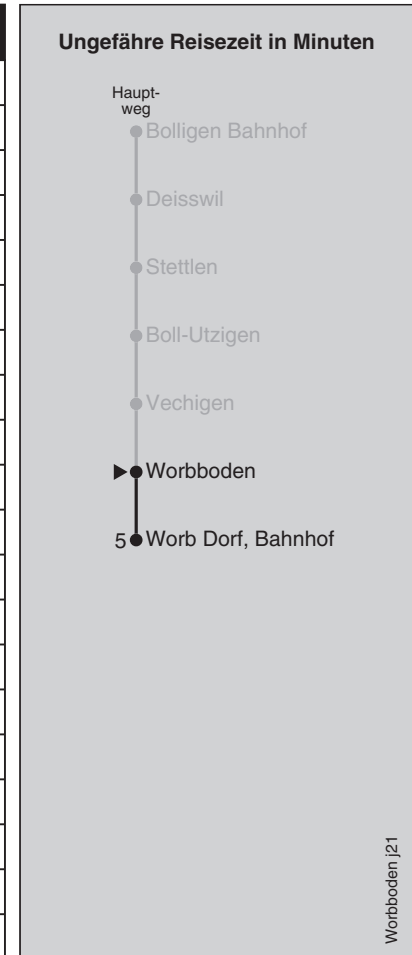 Ungefähre Reisezeit in Minuten
Haupt-
weg
Bolligen Bahnhof
Deisswil
Stettlen
Boll-Utzigen
Vechigen
Worbboden
5 Worb Dorf, Bahnhof
Worbboden j21